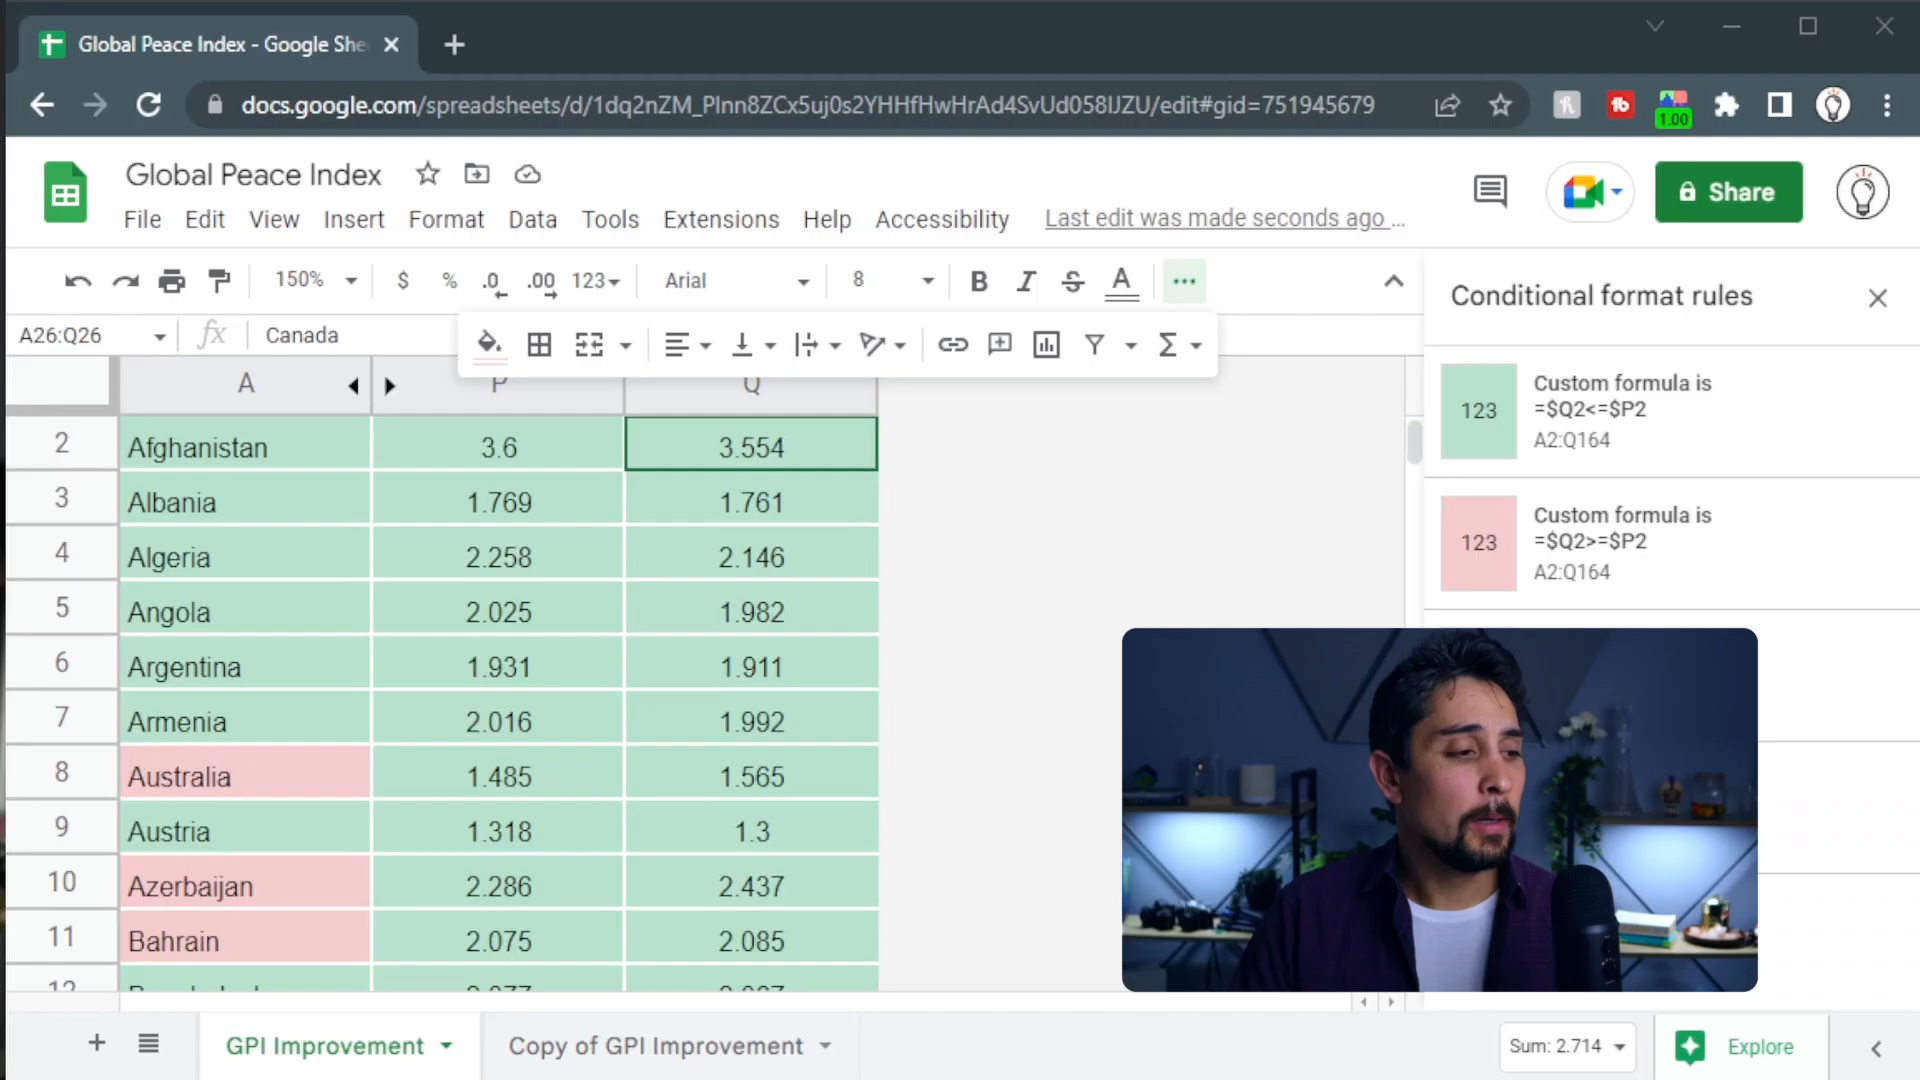 Global Peace Index - Google She
docs.google.com/spreadsheets/d/1dq2nZM_PInn8ZCx5uj0s2YHHfHwHrAd4SvUd058IJZU/edit#gid=751945679
1.00
Global Peace Index
File Edit View Insert Format Data Tools Extensions Help Accessibility Last edit was made seconds ago ...
Share
150% $ % .0 .00 123 Arial 8 B I S A
Conditional format rules
A26:Q26 fx Canada
A P Q
2 Afghanistan 3.6 3.554
3 Albania 1.769 1.761
4 Algeria 2.258 2.146
5 Angola 2.025 1.982
6 Argentina 1.931 1.911
7 Armenia 2.016 1.992
8 Australia 1.485 1.565
9 Austria 1.318 1.3
10 Azerbaijan 2.286 2.437
11 Bahrain 2.075 2.085
12
123
Custom formula is
=$Q2<=$P2
A2:Q164
123
Custom formula is
=$Q2>=$P2
A2:Q164
GPI Improvement Copy of GPI Improvement Sum: 2.714 Explore